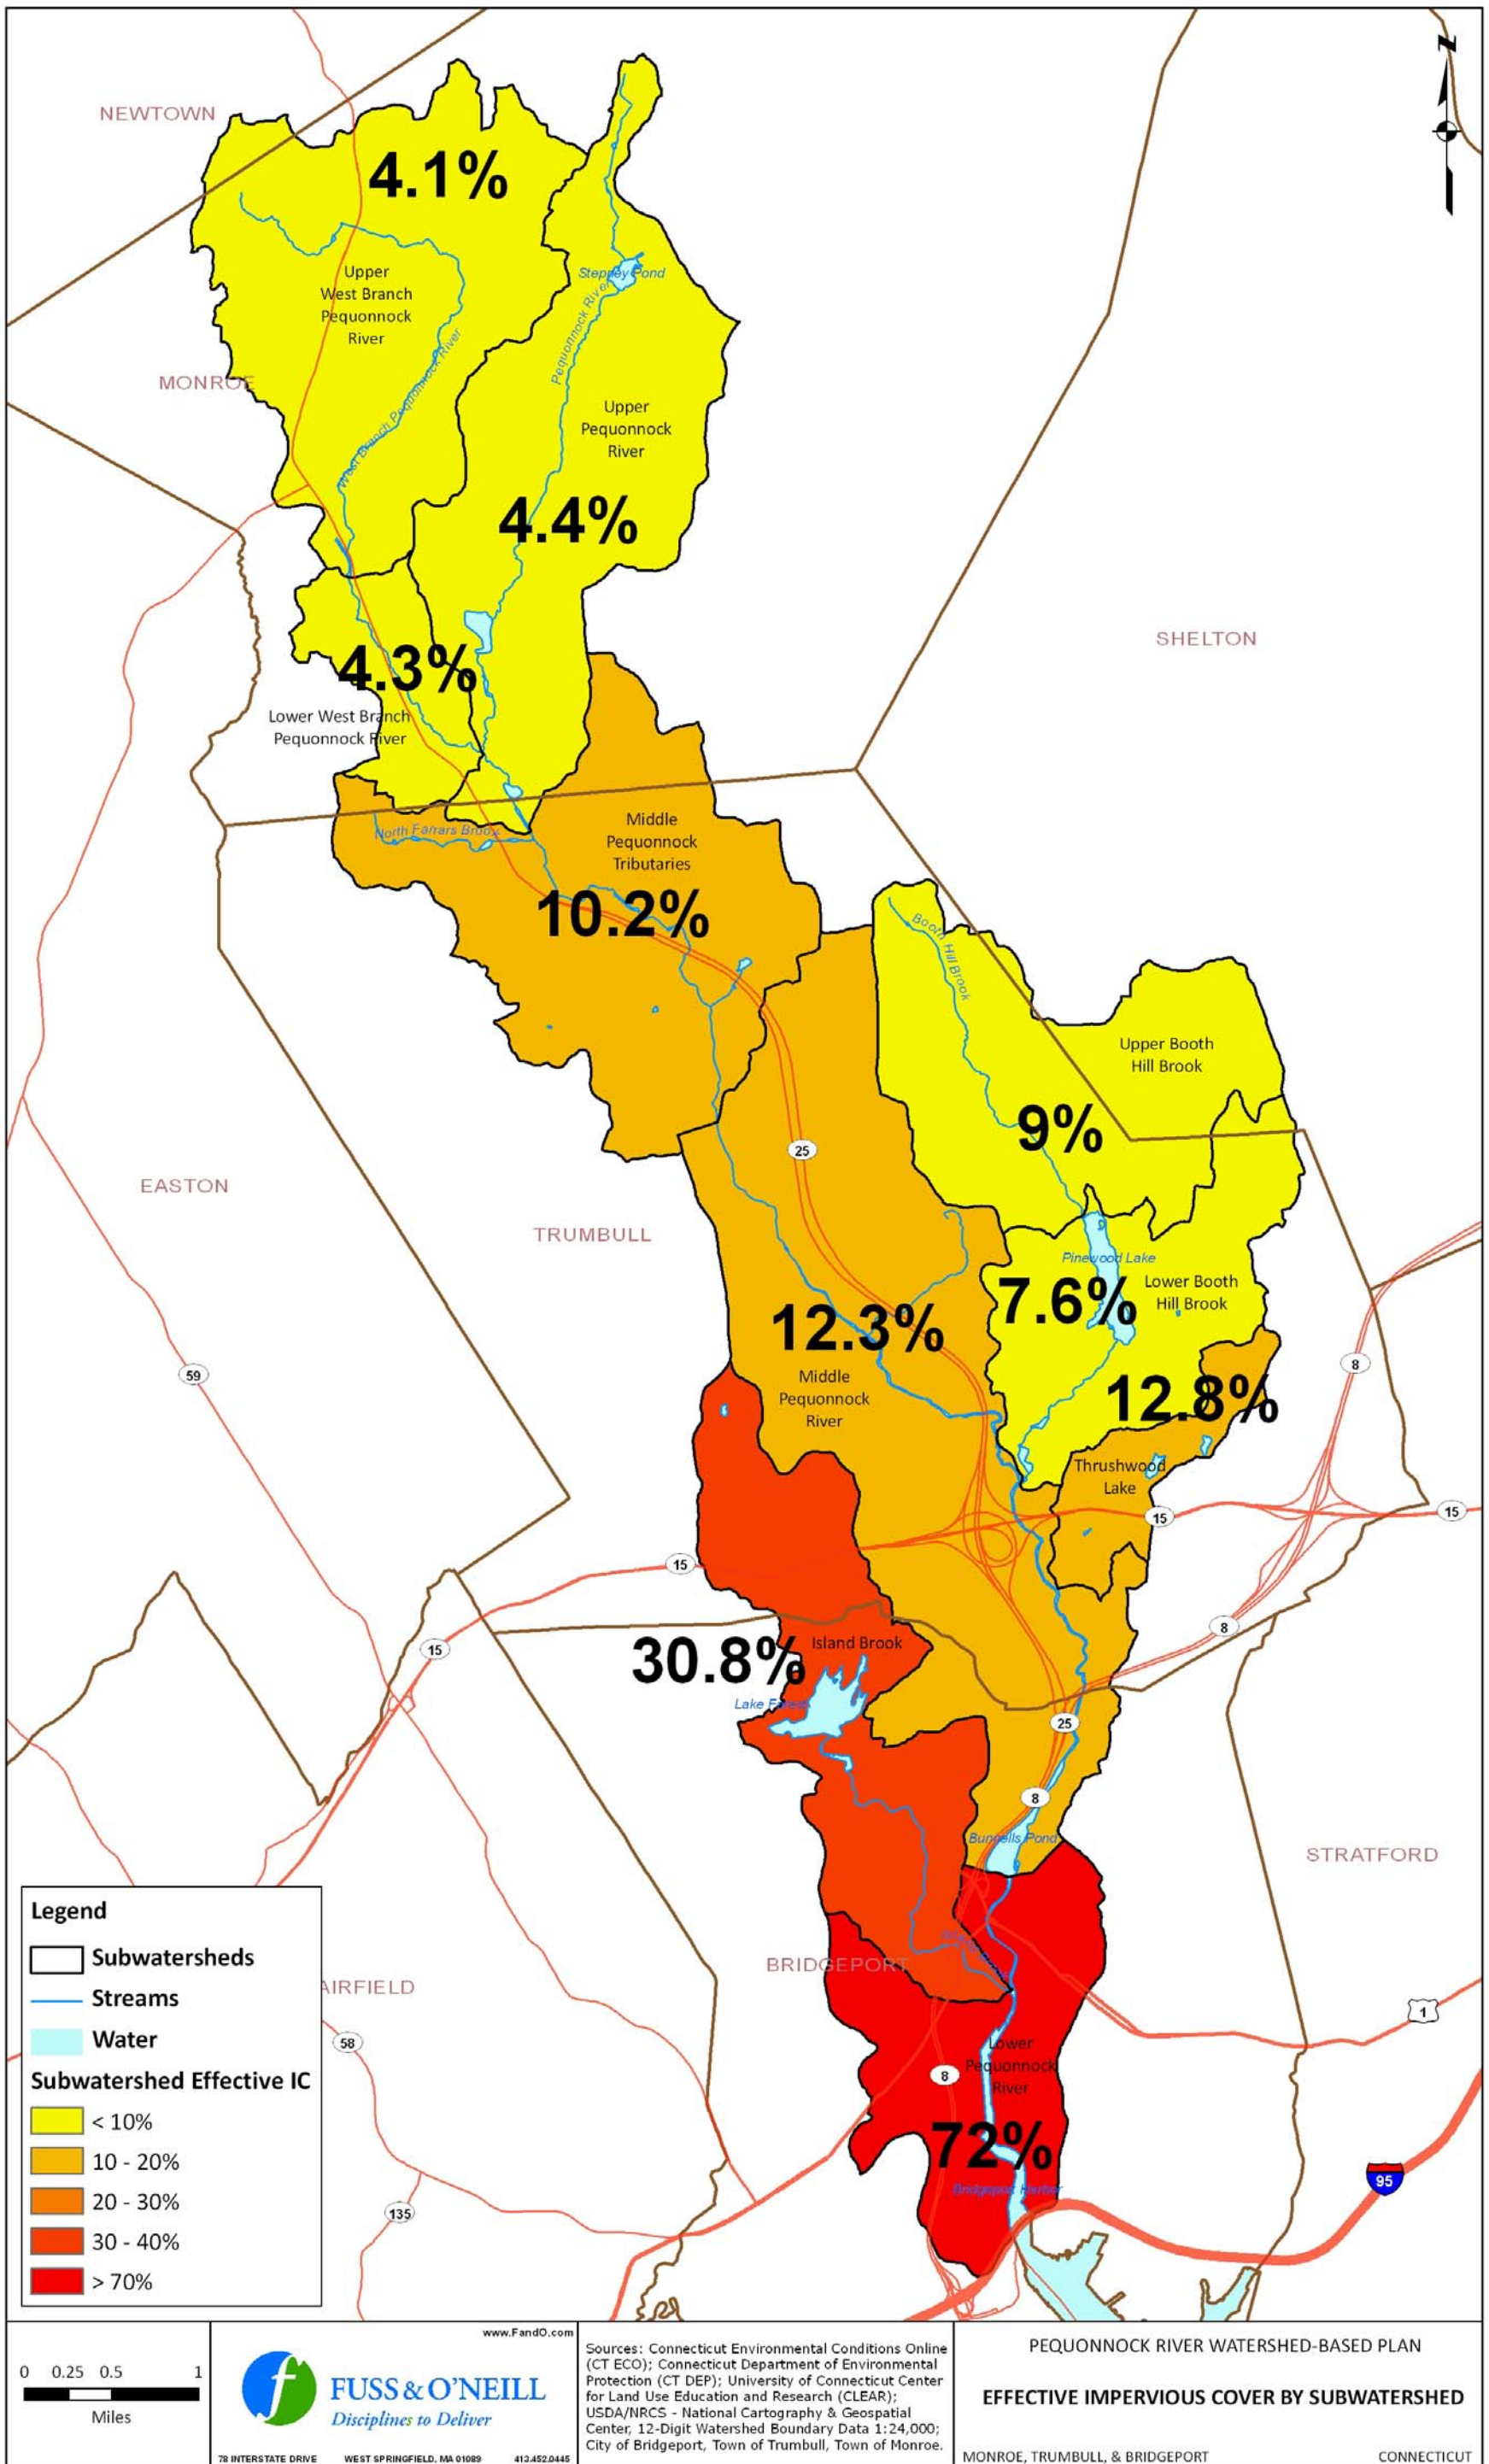 NEWTOWN
4.1%
Upper
West Branch
Pequonnock
River
Steppey Pond
Pequonnock River
West Branch Pequonnock River
MONROE
Upper
Pequonnock
River
4.4%
N
SHELTON
4.3%
Lower West Branch
Pequonnock River
North Farrars Brook
Middle
Pequonnock
Tributaries
10.2%
Booth Hill Brook
Upper Booth
Hill Brook
9%
25
EASTON
TRUMBULL
Pinewood Lake
7.6%
Lower Booth
Hill Brook
12.3%
Middle
Pequonnock
River
59
8
12.8%
Thrushwood
Lake
15
15
15
15
8
30.8%
Island Brook
Lake Forest
25
8
Bunnells Pond
STRATFORD
BRIDGEPORT
AIRFIELD
58
1
8
Lower
Pequonnock
River
72%
Bridgeport Harbor
95
135
Legend
Subwatersheds
Streams
Water
Subwatershed Effective IC
< 10%
10 - 20%
20 - 30%
30 - 40%
> 70%
0 0.25 0.5 1
Miles
www.FandO.com
FUSS & O'NEILL
Disciplines to Deliver
78 INTERSTATE DRIVE WEST SPRINGFIELD, MA 01089 413.452.0445
Sources: Connecticut Environmental Conditions Online
(CT ECO); Connecticut Department of Environmental
Protection (CT DEP); University of Connecticut Center
for Land Use Education and Research (CLEAR);
USDA/NRCS - National Cartography & Geospatial
Center, 12-Digit Watershed Boundary Data 1:24,000;
City of Bridgeport, Town of Trumbull, Town of Monroe.
PEQUONNOCK RIVER WATERSHED-BASED PLAN
EFFECTIVE IMPERVIOUS COVER BY SUBWATERSHED
MONROE, TRUMBULL, & BRIDGEPORT CONNECTICUT